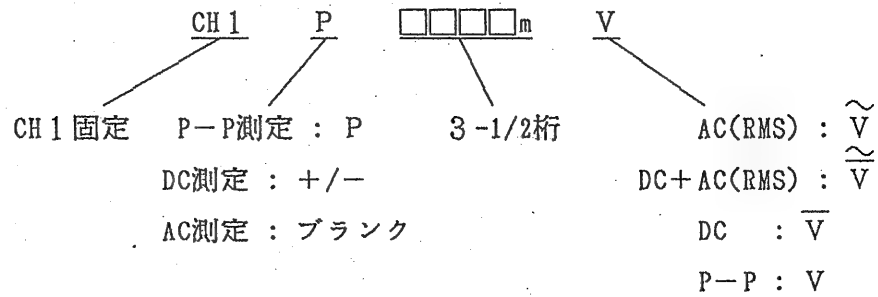 CH1 P □□□□m V
CH1固定 P-P測定 : P 3-1/2桁 AC(RMS) : Ṽ
DC測定 : +/- DC+AC(RMS) : Ṽ̅
AC測定 : ブランク DC : V̅
P-P : V